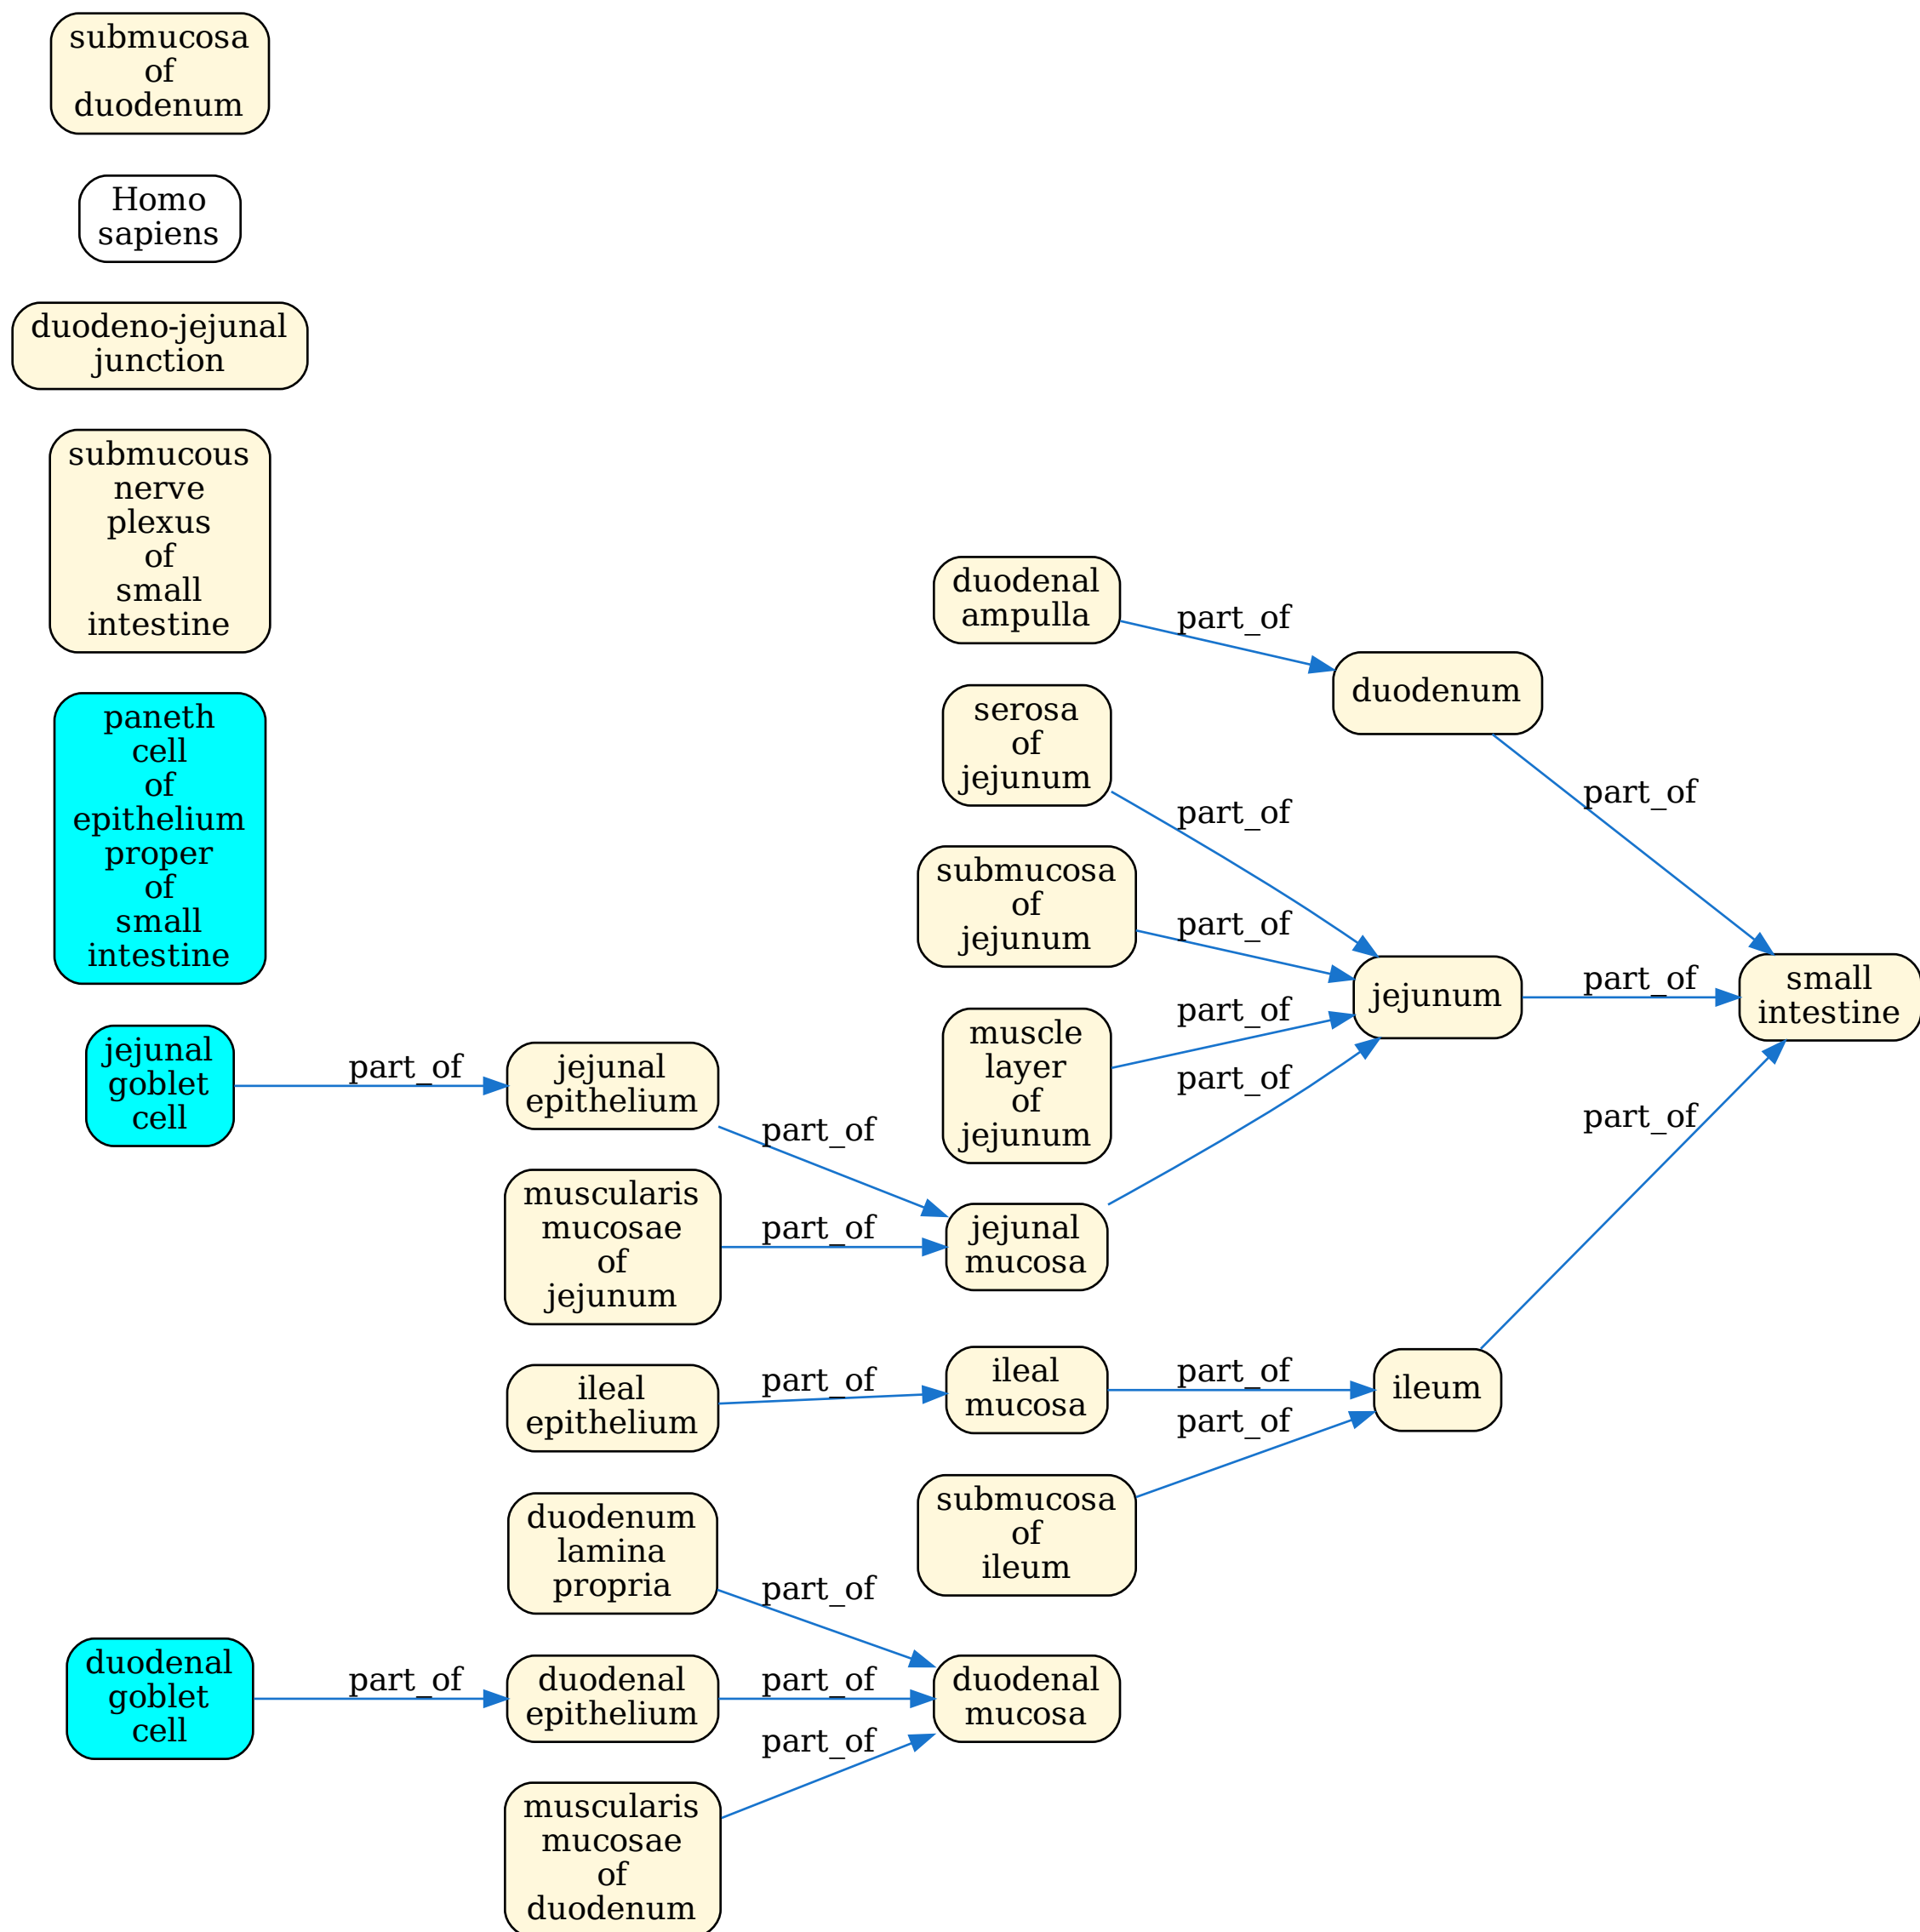 submucosa
of
duodenum
Homo
sapiens
duodeno-jejunal
junction
submucous
nerve
plexus
of
small
intestine
paneth
cell
of
epithelium
proper
of
small
intestine
jejunal
goblet
cell
part_of
jejunal
epithelium
part_of
muscularis
mucosae
of
jejunum
part_of
ileal
epithelium
part_of
duodenum
lamina
propria
part_of
duodenal
goblet
cell
part_of
duodenal
epithelium
part_of
muscularis
mucosae
of
duodenum
part_of
duodenal
ampulla
part_of
serosa
of
jejunum
part_of
submucosa
of
jejunum
part_of
muscle
layer
of
jejunum
part_of
jejunal
mucosa
part_of
ileal
mucosa
part_of
submucosa
of
ileum
part_of
duodenal
mucosa
duodenum
part_of
jejunum
part_of
ileum
part_of
small
intestine